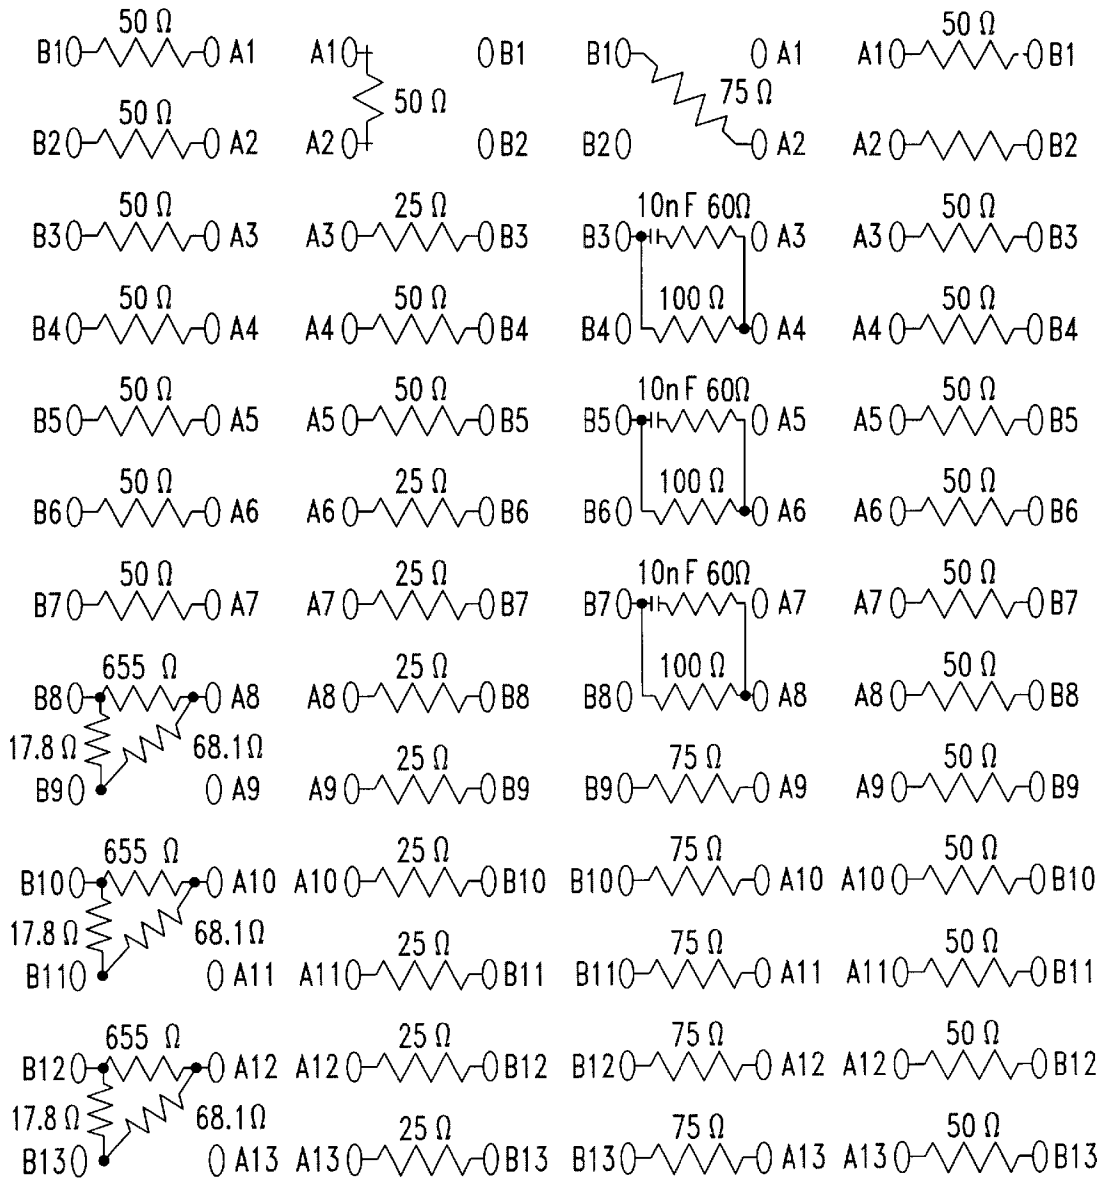 50 Ω 50 Ω
B1 A1 A1 B1 B1 A1 A1 B1
50 Ω 50 Ω 75 Ω
B2 A2 A2 B2 B2 A2 A2 B2
50 Ω 25 Ω 10nF 60Ω 50 Ω
B3 A3 A3 B3 B3 A3 A3 B3
50 Ω 50 Ω 100 Ω 50 Ω
B4 A4 A4 B4 B4 A4 A4 B4
50 Ω 50 Ω 10nF 60Ω 50 Ω
B5 A5 A5 B5 B5 A5 A5 B5
50 Ω 25 Ω 100 Ω 50 Ω
B6 A6 A6 B6 B6 A6 A6 B6
50 Ω 25 Ω 10nF 60Ω 50 Ω
B7 A7 A7 B7 B7 A7 A7 B7
655 Ω 25 Ω 100 Ω 50 Ω
B8 A8 A8 B8 B8 A8 A8 B8
17.8 Ω 68.1Ω 25 Ω 75 Ω 50 Ω
B9 A9 A9 B9 B9 A9 A9 B9
655 Ω 25 Ω 75 Ω 50 Ω
B10 A10 A10 B10 B10 A10 A10 B10
17.8 Ω 68.1Ω 25 Ω 75 Ω 50 Ω
B11 A11 A11 B11 B11 A11 A11 B11
655 Ω 25 Ω 75 Ω 50 Ω
B12 A12 A12 B12 B12 A12 A12 B12
17.8 Ω 68.1Ω 25 Ω 75 Ω 50 Ω
B13 A13 A13 B13 B13 A13 A13 B13